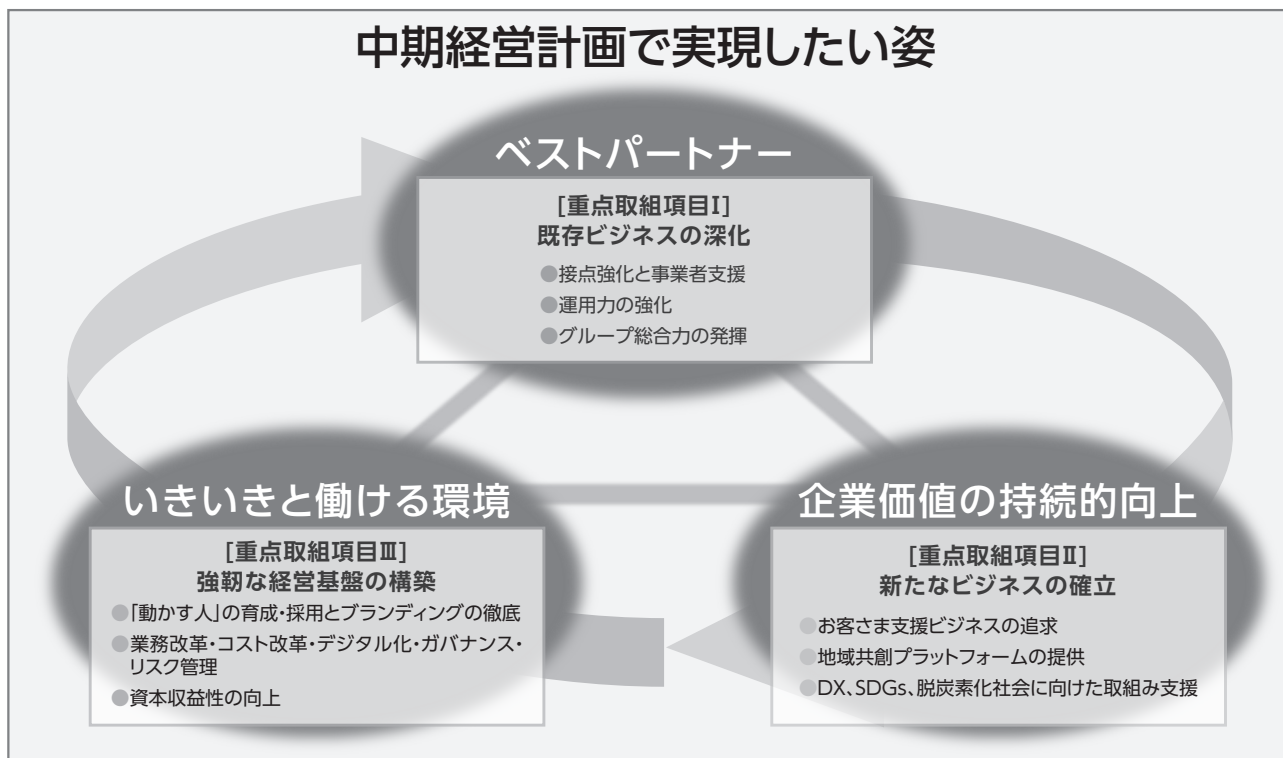 中期経営計画で実現したい姿
ベストパートナー
[重点取組項目Ⅰ]
既存ビジネスの深化
●接点強化と事業者支援
●運用力の強化
●グループ総合力の発揮
いきいきと働ける環境
[重点取組項目Ⅲ]
強靭な経営基盤の構築
●「動かす人」の育成・採用とブランディングの徹底
●業務改革・コスト改革・デジタル化・ガバナンス・
リスク管理
●資本収益性の向上
企業価値の持続的向上
[重点取組項目Ⅱ]
新たなビジネスの確立
●お客さま支援ビジネスの追求
●地域共創プラットフォームの提供
●DX、SDGs、脱炭素化社会に向けた取組み支援